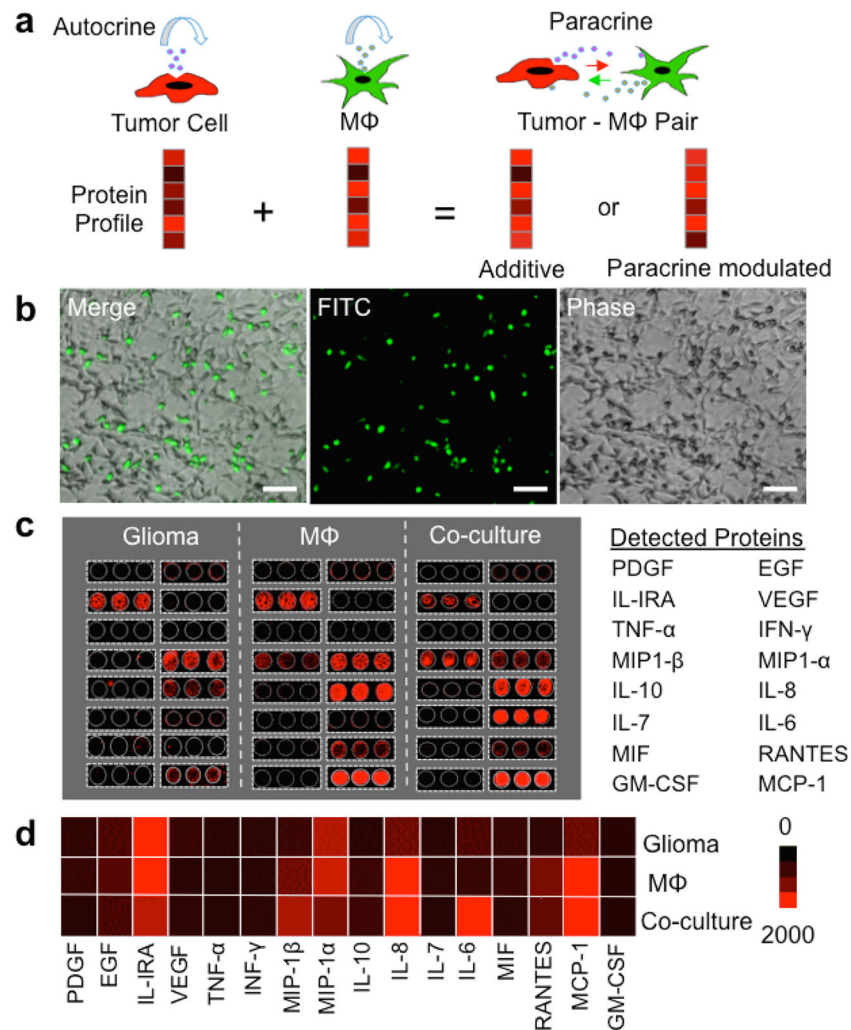 a
Autocrine
Paracrine
Tumor Cell
MΦ
Tumor - MΦ Pair
Protein
Profile
+
=
or
Additive
Paracrine modulated
b
Merge
FITC
Phase
c
Glioma
MΦ
Co-culture
Detected Proteins
PDGF EGF
IL-IRA VEGF
TNF-α IFN-γ
MIP1-β MIP1-α
IL-10 IL-8
IL-7 IL-6
MIF RANTES
GM-CSF MCP-1
d
Glioma
MΦ
Co-culture
0
2000
PDGF
EGF
IL-IRA
VEGF
TNF-α
INF-γ
MIP-1β
MIP-1α
IL-10
IL-8
IL-7
IL-6
MIF
RANTES
MCP-1
GM-CSF